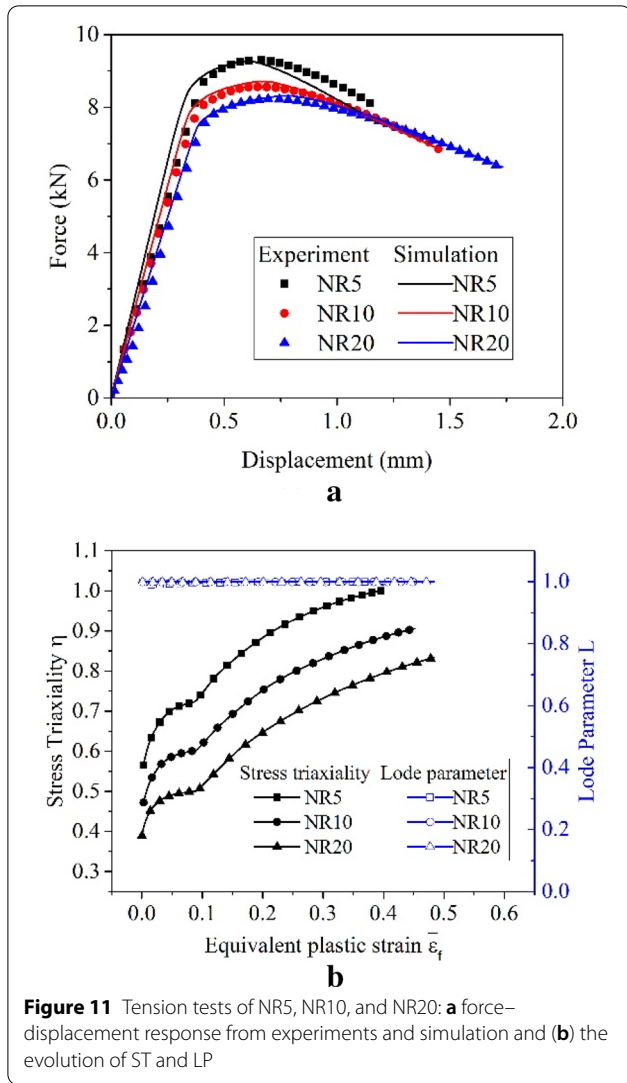 10
8
6
4
2
0
Force (kN)
Experiment Simulation
NR5 NR5
NR10 NR10
NR20 NR20
0.0 0.5 1.0 1.5 2.0
Displacement (mm)
a
1.1
1.0
0.9
0.8
0.7
0.6
0.5
0.4
0.3
Stress Triaxiality η
1.0
0.8
0.6
0.4
0.2
0.0
Lode Parameter L
Stress triaxiality Lode parameter
NR5 NR5
NR10 NR10
NR20 NR20
0.0 0.1 0.2 0.3 0.4 0.5 0.6
Equivalent plastic strain ε̅f
b
Figure 11 Tension tests of NR5, NR10, and NR20: a force–
displacement response from experiments and simulation and (b) the
evolution of ST and LP